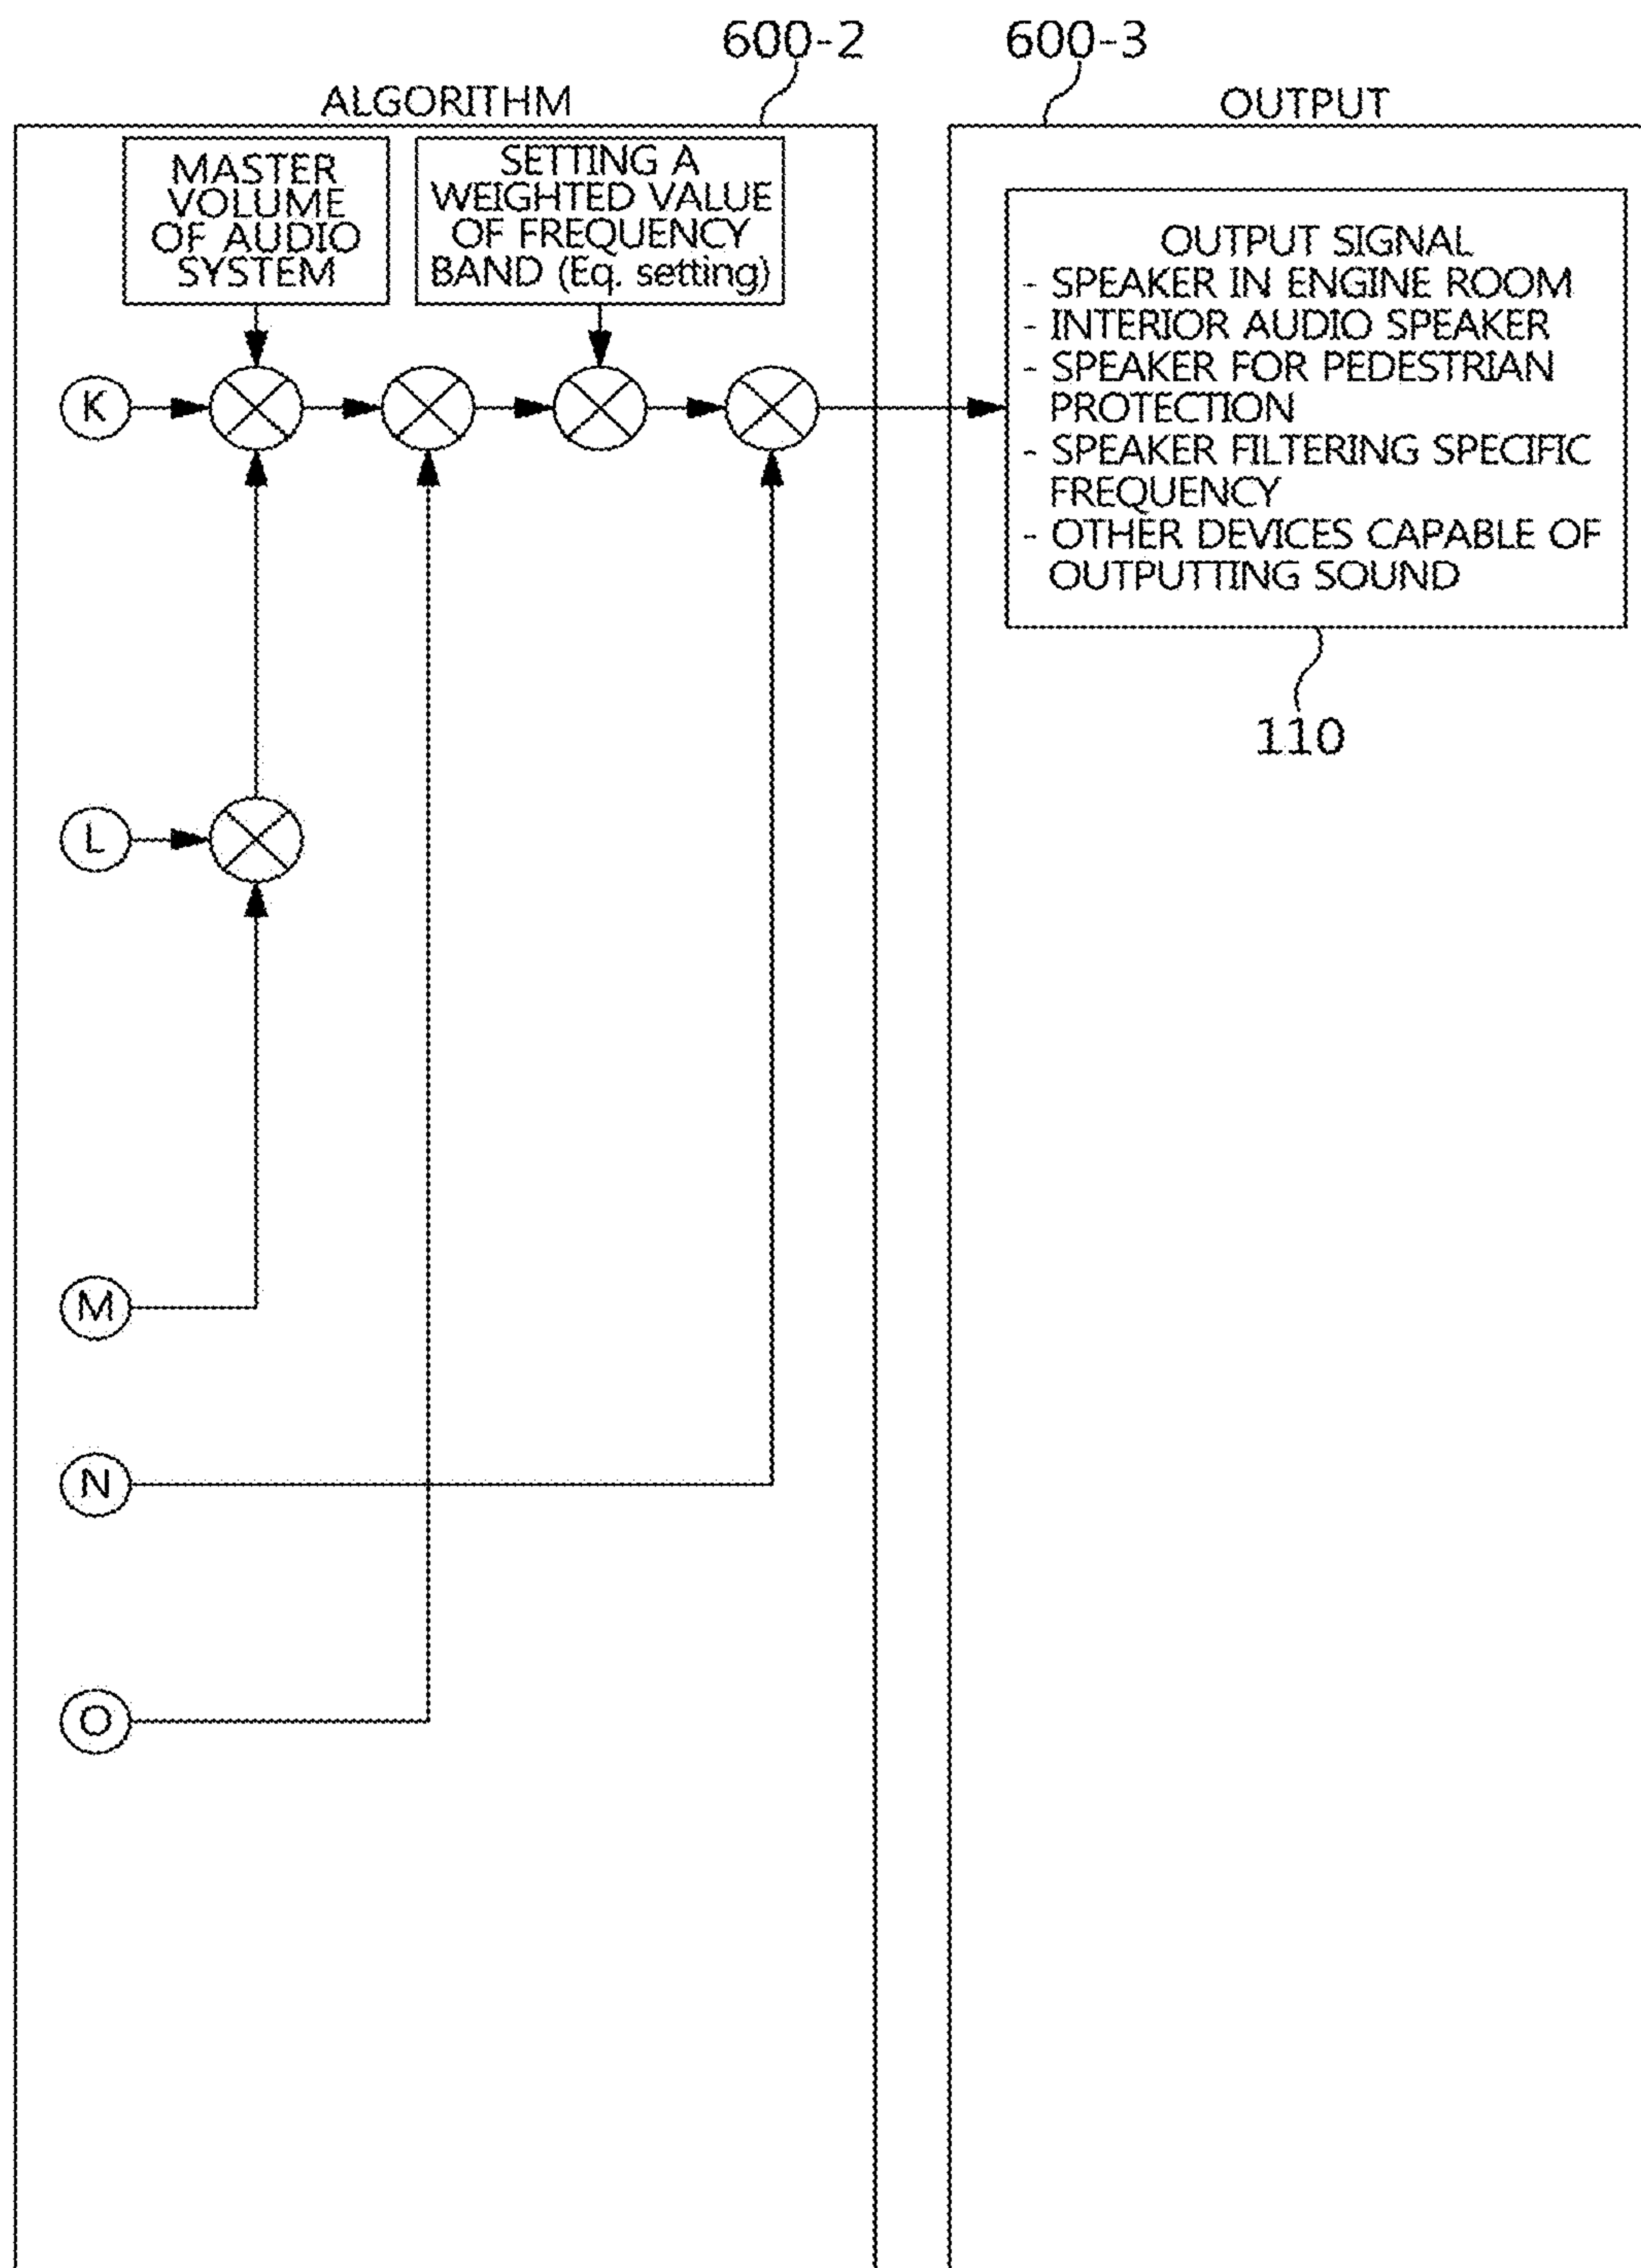 600-2
600-3
ALGORITHM
OUTPUT
MASTER
VOLUME
OF AUDIO
SYSTEM
SETTING A
WEIGHTED VALUE
OF FREQUENCY
BAND (Eq. setting)
OUTPUT SIGNAL
- SPEAKER IN ENGINE ROOM
- INTERIOR AUDIO SPEAKER
- SPEAKER FOR PEDESTRIAN
PROTECTION
- SPEAKER FILTERING SPECIFIC
FREQUENCY
- OTHER DEVICES CAPABLE OF
OUTPUTTING SOUND
110
K
L
M
N
O